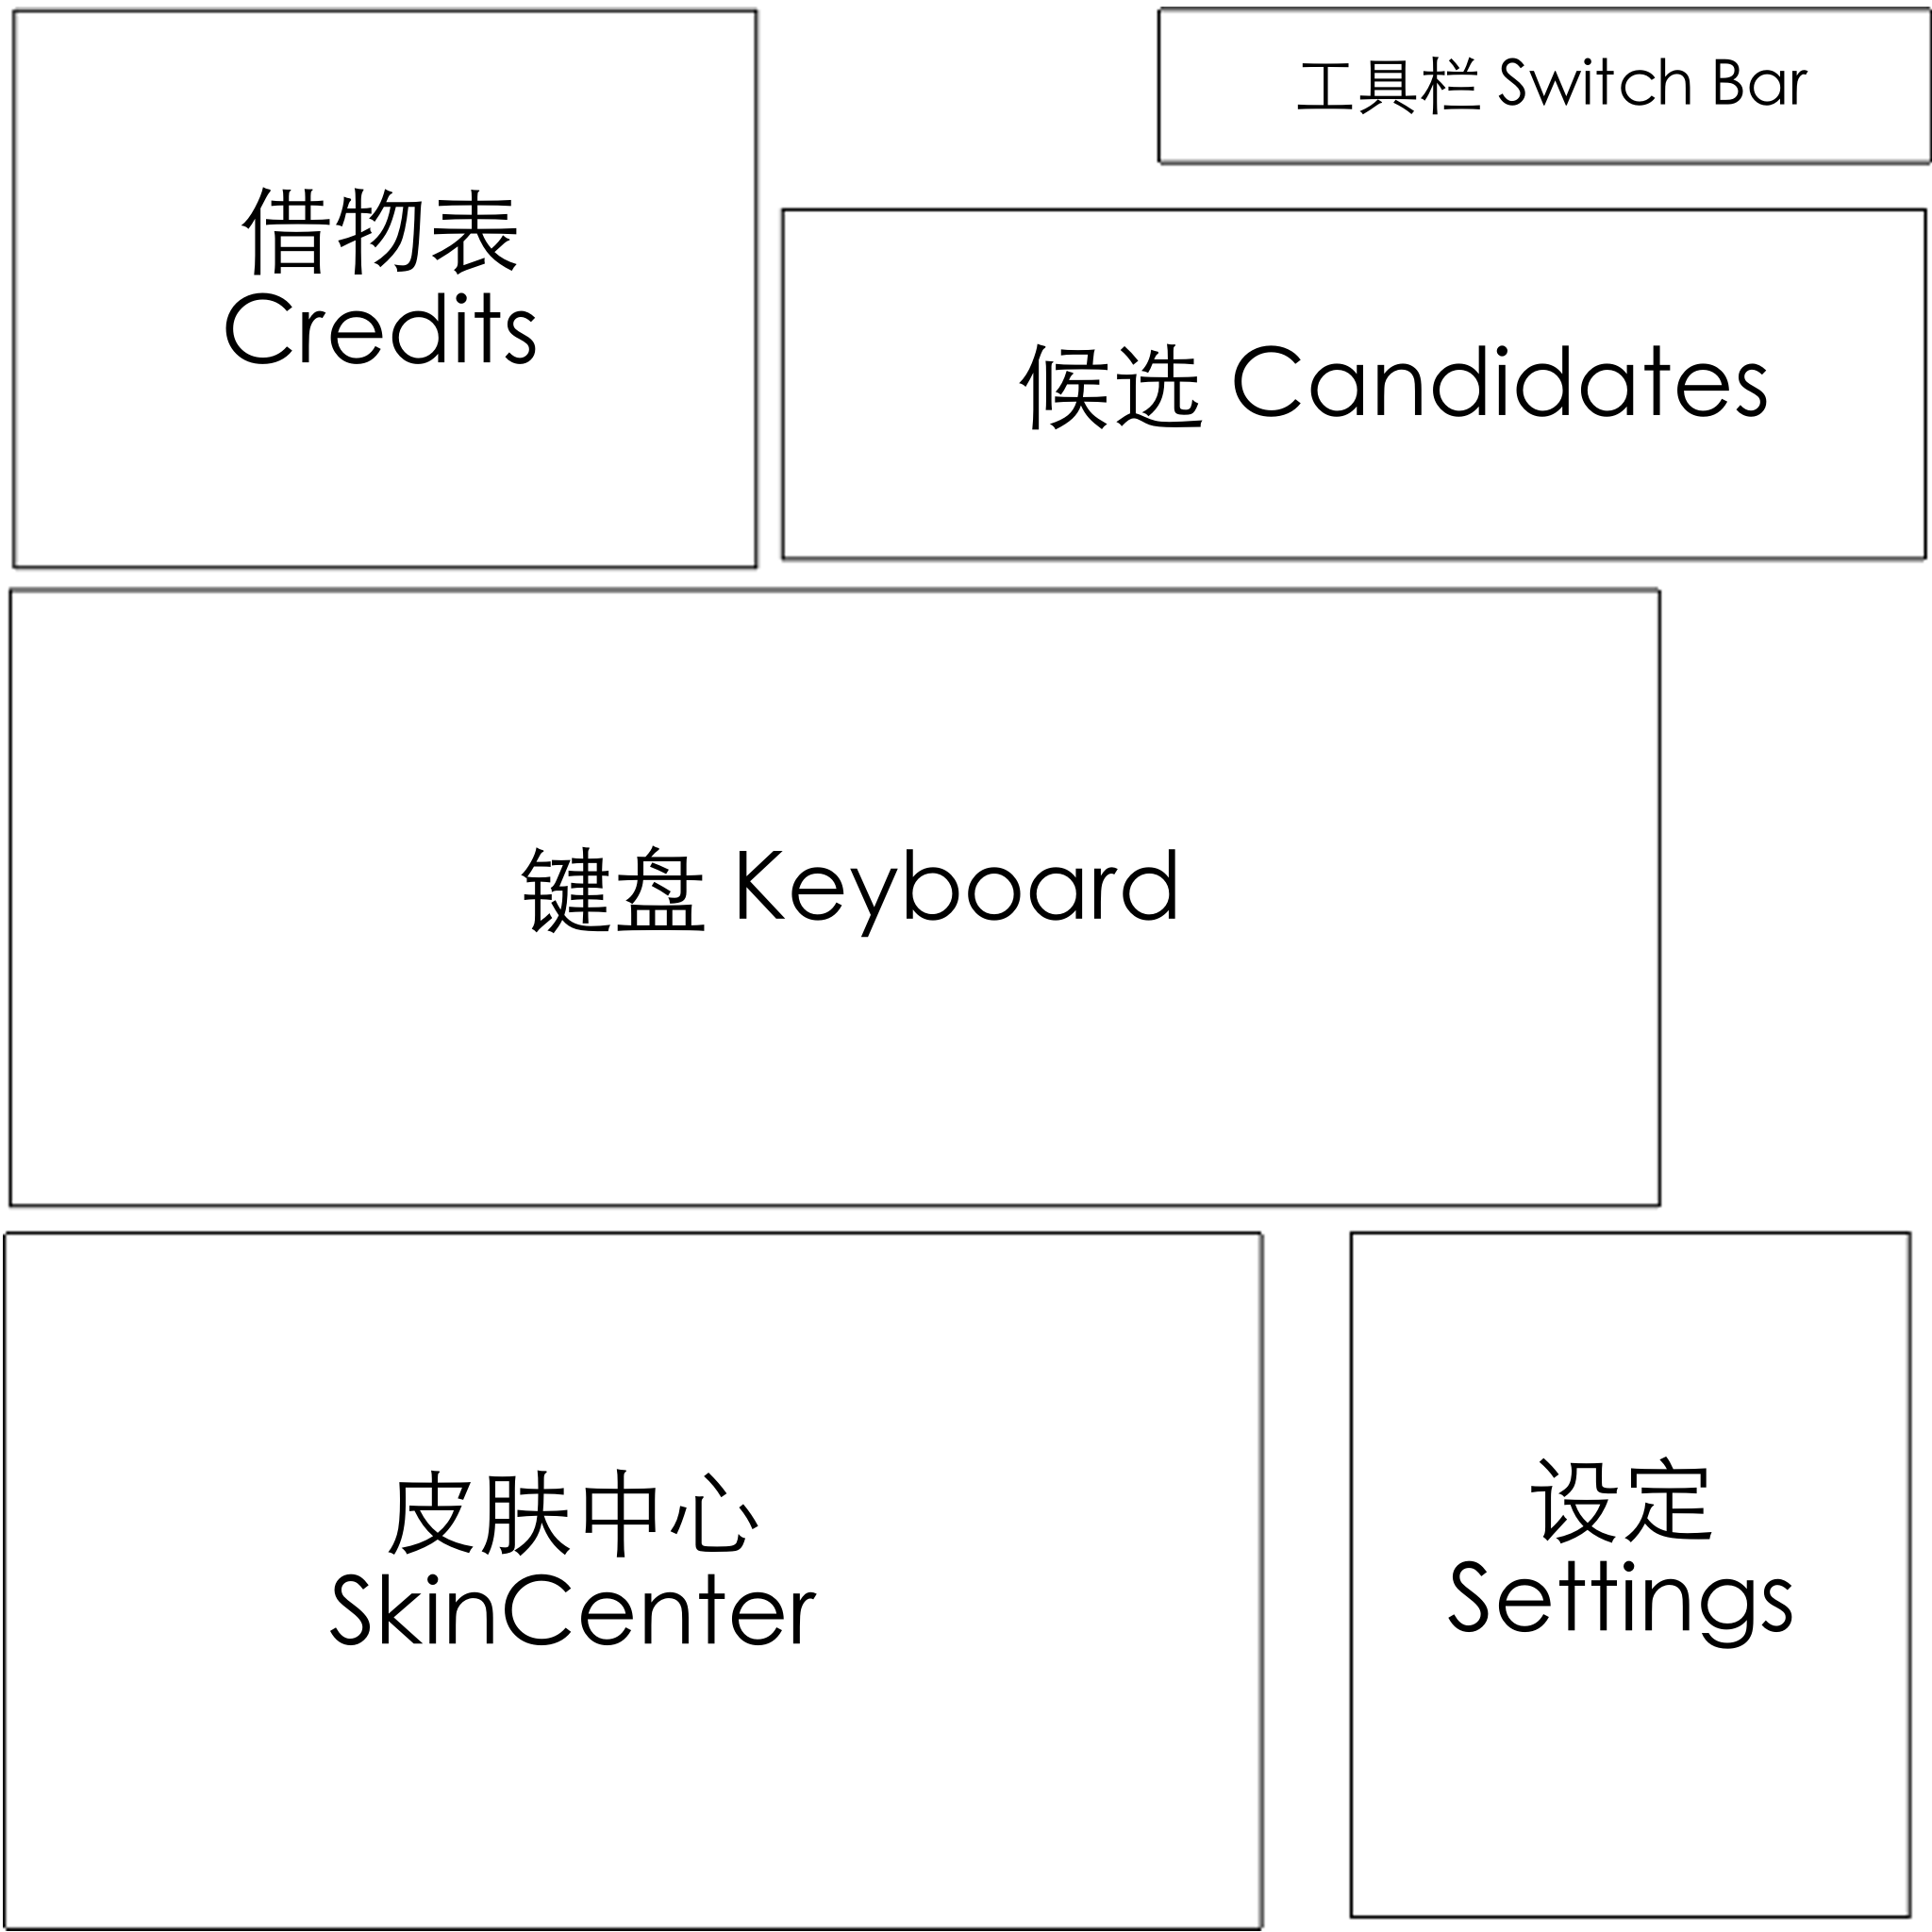 工具栏 Switch Bar
借物表
Credits
候选 Candidates
键盘 Keyboard
皮肤中心
SkinCenter
设定
Settings